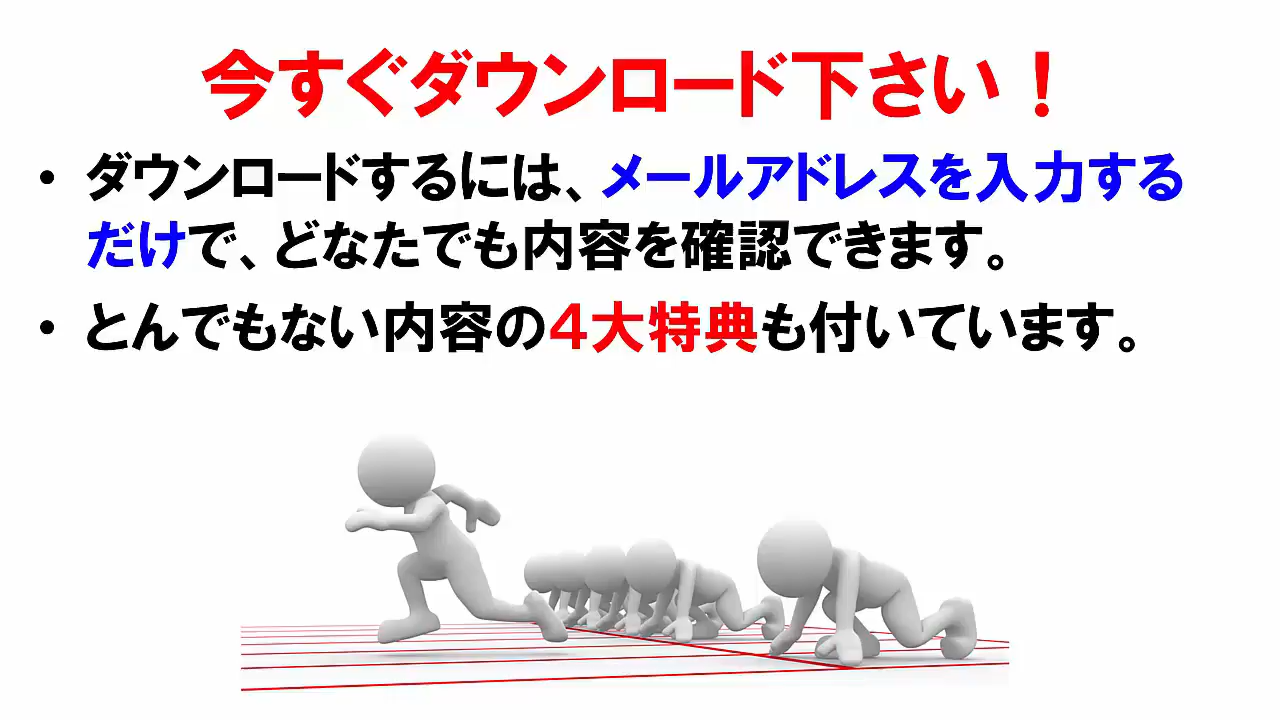 今すぐダウンロード下さい！
• ダウンロードするには、メールアドレスを入力する
だけで、どなたでも内容を確認できます。
• とんでもない内容の４大特典も付いています。